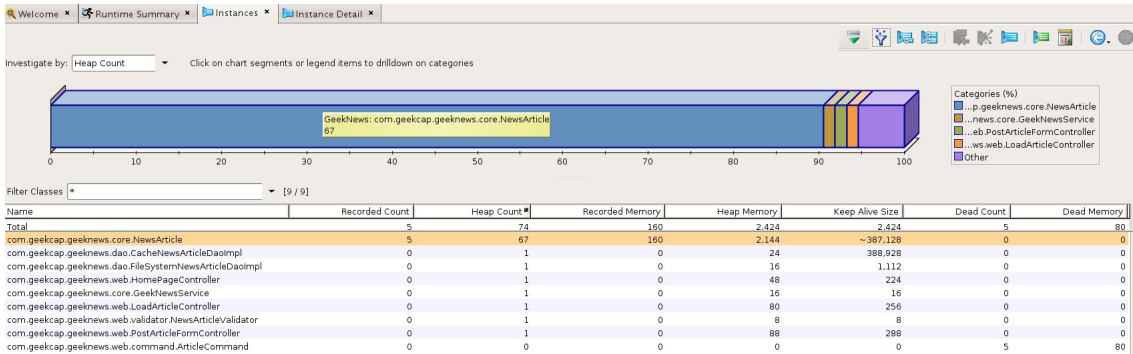 Welcome × Runtime Summary × Instances × Instance Detail ×
Investigate by: Heap Count Click on chart segments or legend items to drilldown on categories
Categories (%)
...p.geeknews.core.NewsArticle
...news.core.GeekNewsService
...eb.PostArticleFormController
...ws.web.LoadArticleController
Other
GeekNews: com.geekcap.geeknews.core.NewsArticle
67
0 10 20 30 40 50 60 70 80 90 100
Filter Classes * [9 / 9]
Name Recorded Count Heap Count Recorded Memory Heap Memory Keep Alive Size Dead Count Dead Memory
Total 5 74 160 2,424 2,424 5 80
com.geekcap.geeknews.core.NewsArticle 5 67 160 2,144 ~387,128 0 0
com.geekcap.geeknews.dao.CacheNewsArticleDaoImpl 0 1 0 24 388,928 0 0
com.geekcap.geeknews.dao.FileSystemNewsArticleDaoImpl 0 1 0 16 1,112 0 0
com.geekcap.geeknews.web.HomePageController 0 1 0 48 224 0 0
com.geekcap.geeknews.core.GeekNewsService 0 1 0 16 16 0 0
com.geekcap.geeknews.web.LoadArticleController 0 1 0 80 256 0 0
com.geekcap.geeknews.web.validator.NewsArticleValidator 0 1 0 8 8 0 0
com.geekcap.geeknews.web.PostArticleFormController 0 1 0 88 288 0 0
com.geekcap.geeknews.web.command.ArticleCommand 0 0 0 0 0 5 80